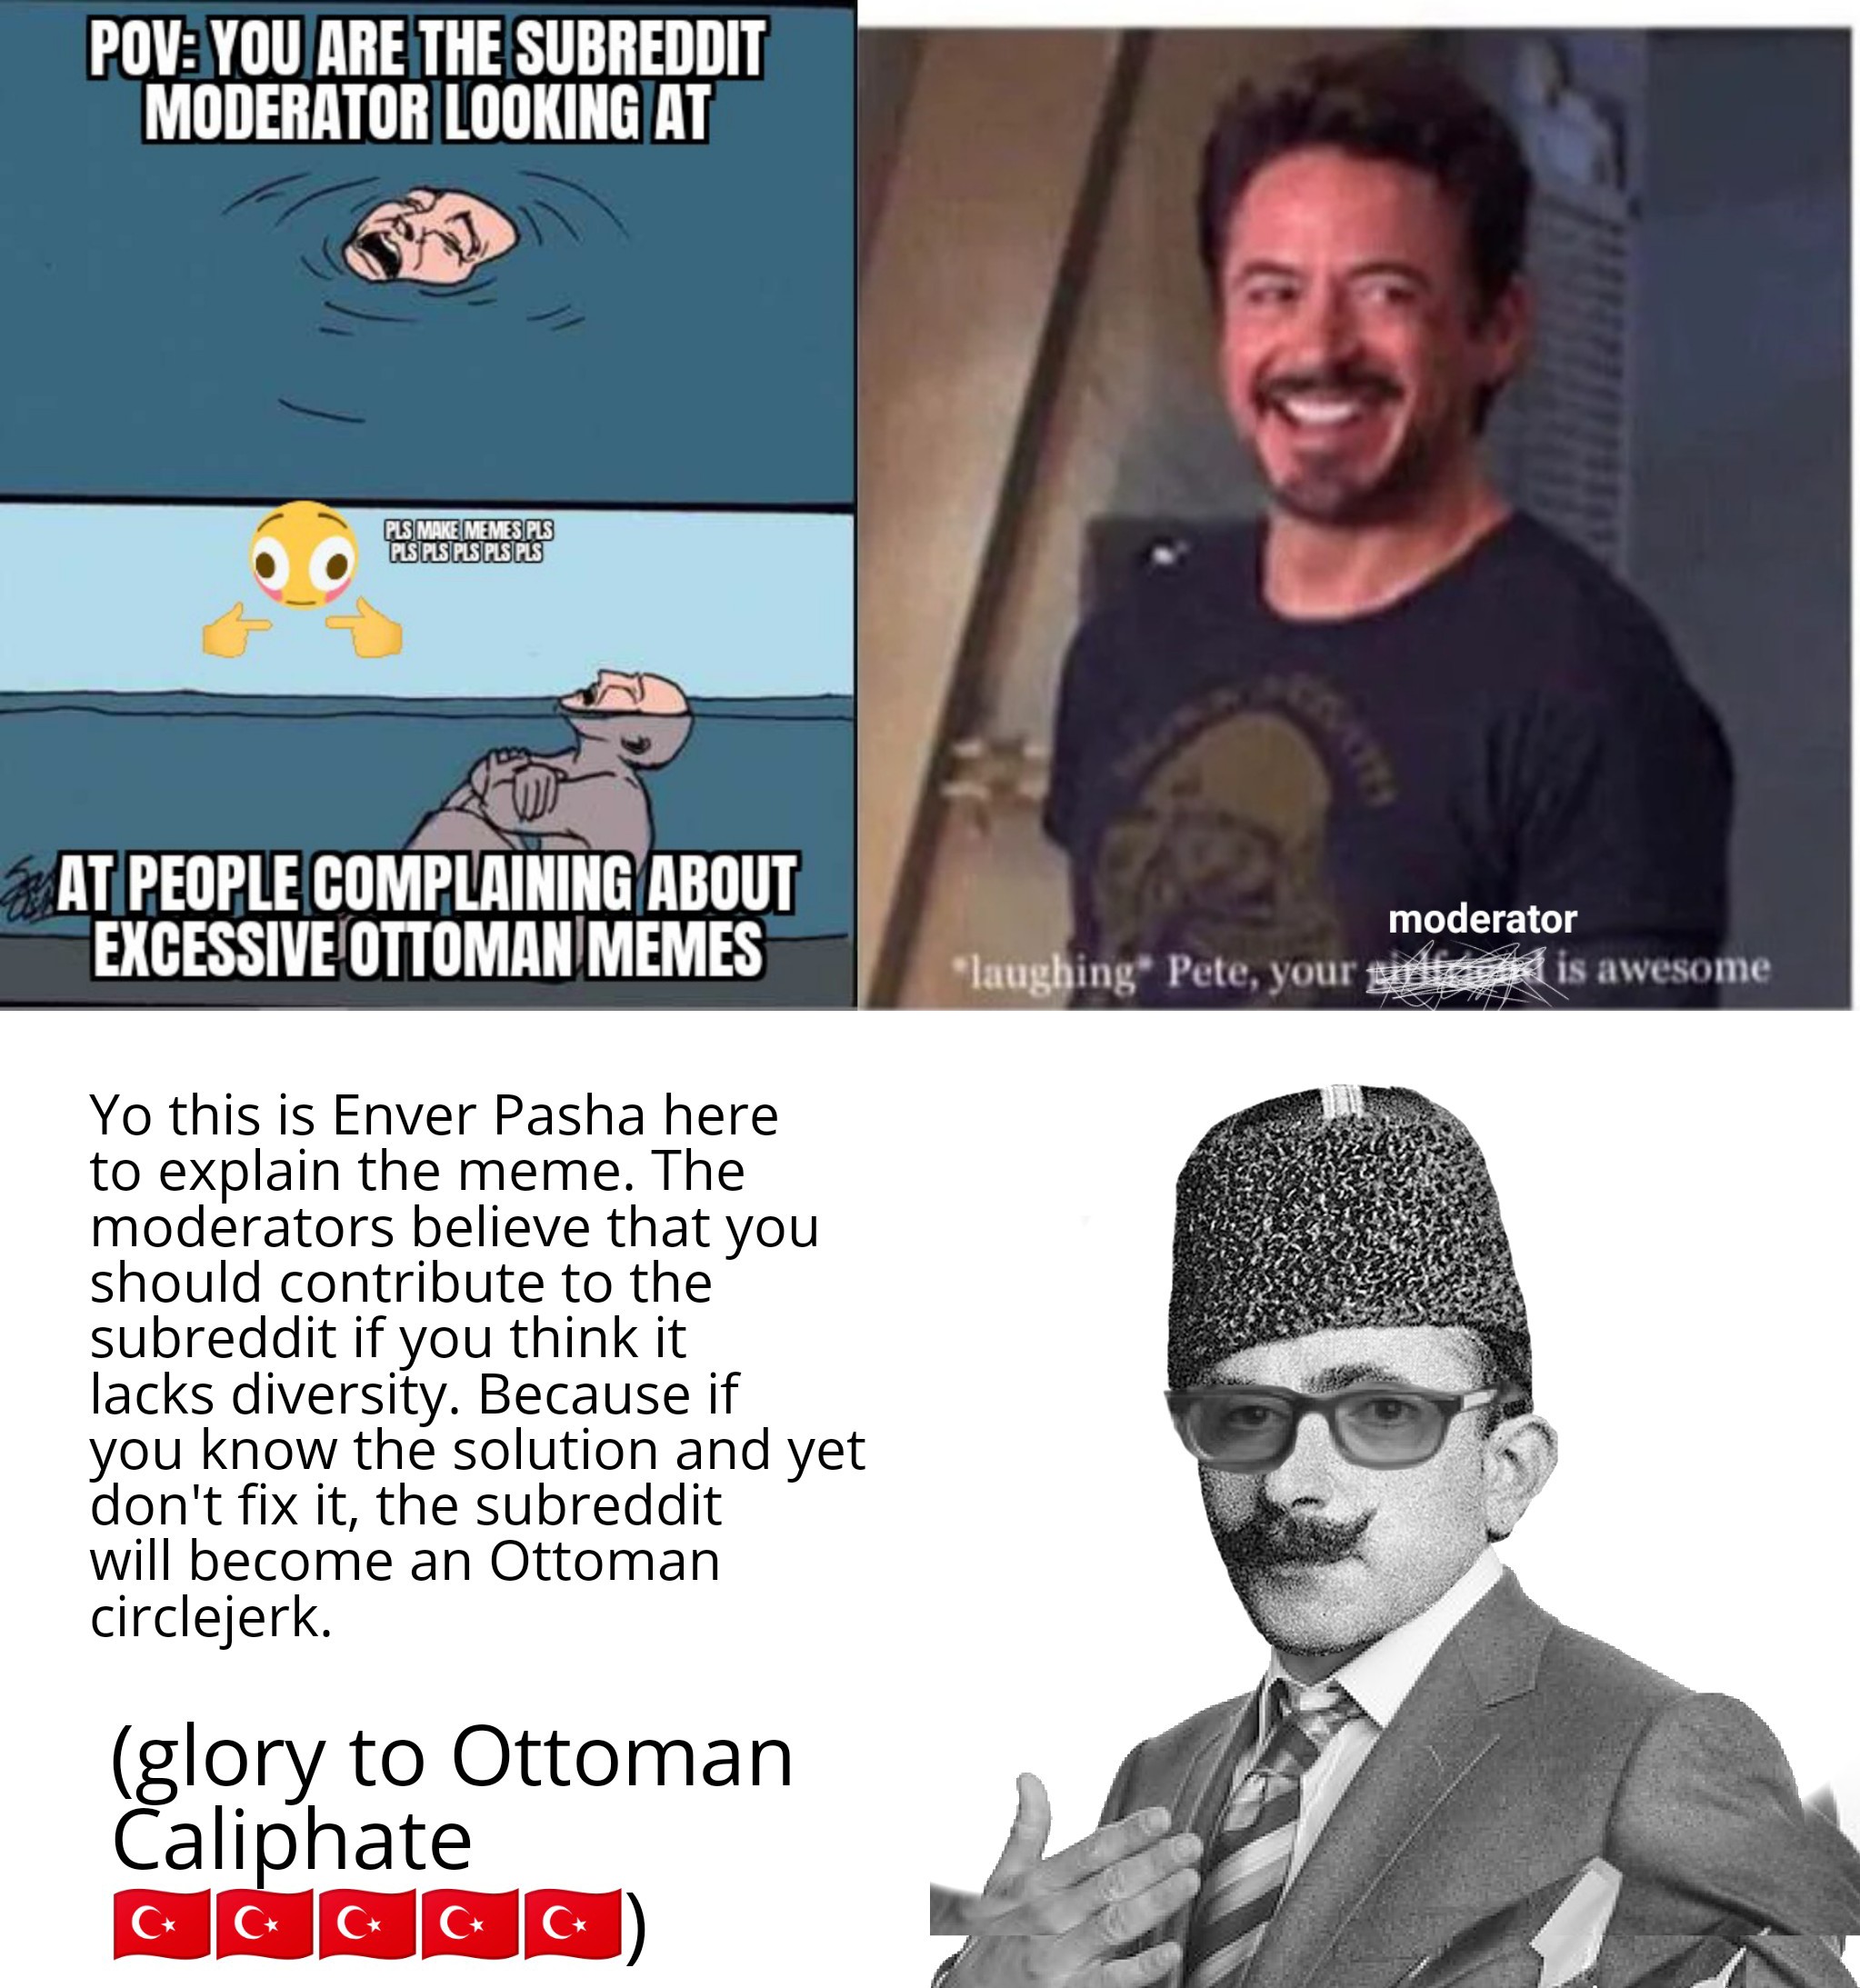 POV: YOU ARE THE SUBREDDIT
MODERATOR LOOKING AT
PLS MAKE MEMES PLS
PLS PLS PLS PLS PLS
AT PEOPLE COMPLAINING ABOUT
EXCESSIVE OTTOMAN MEMES
moderator
*laughing* Pete, your girlfriend is awesome
Yo this is Enver Pasha here
to explain the meme. The
moderators believe that you
should contribute to the
subreddit if you think it
lacks diversity. Because if
you know the solution and yet
don't fix it, the subreddit
will become an Ottoman
circlejerk.
(glory to Ottoman
Caliphate
🇹🇷🇹🇷🇹🇷🇹🇷🇹🇷)